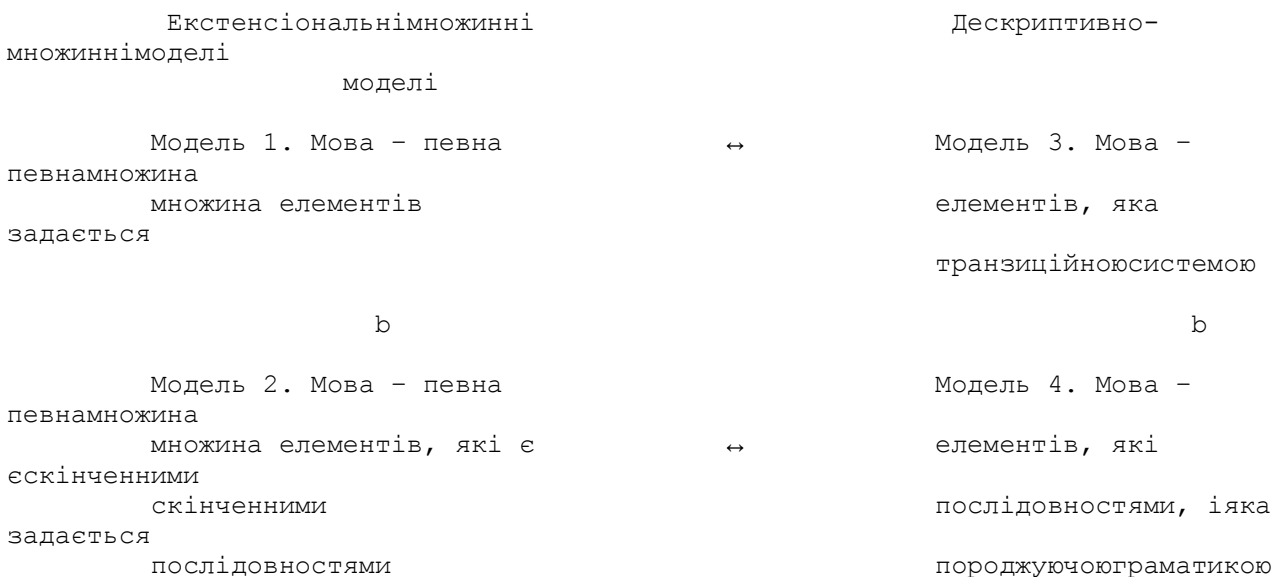 Екстенсіональнімножинні Дескриптивно-
множиннімоделі
моделі
Модель 1. Мова – певна ↔ Модель 3. Мова –
певнамножина
множина елементів елементів, яка
задається
транзиційноюсистемою
b b
Модель 2. Мова – певна Модель 4. Мова –
певнамножина
множина елементів, які є ↔ елементів, які
єскінченними
скінченними послідовностями, іяка
задається
послідовностями породжуючоюграматикою